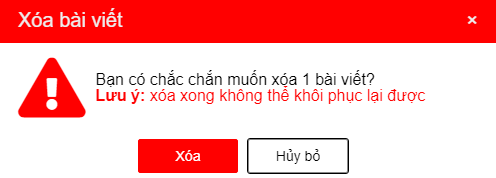 Xóa bài viết
×
Bạn có chắc chắn muốn xóa 1 bài viết?
Lưu ý: xóa xong không thể khôi phục lại được
Xóa
Hủy bỏ